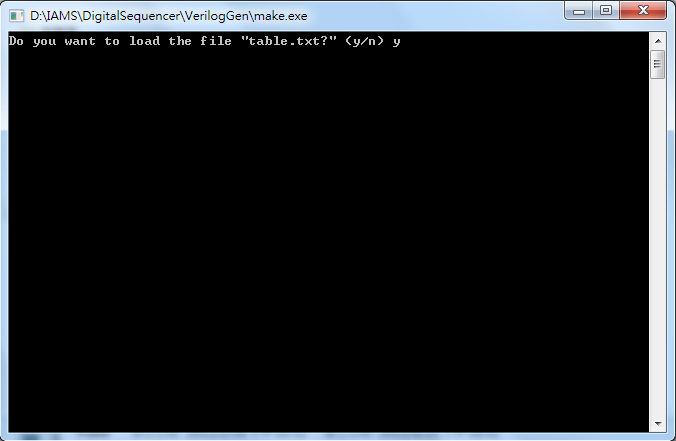 D:\IAMS\DigitalSequencer\VerilogGen\make.exe
Do you want to load the file "table.txt?" (y/n) y